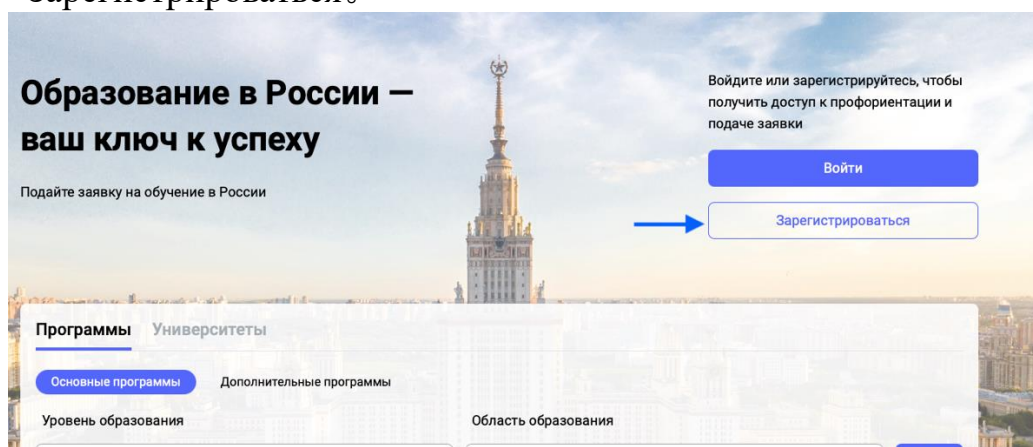 Зарегистрироваться.
Образование в России —
ваш ключ к успеху
Подайте заявку на обучение в России
Войдите или зарегистрируйтесь, чтобы
получить доступ к профориентации и
подаче заявки
Войти
Зарегистрироваться
Программы Университеты
Основные программы Дополнительные программы
Уровень образования Область образования